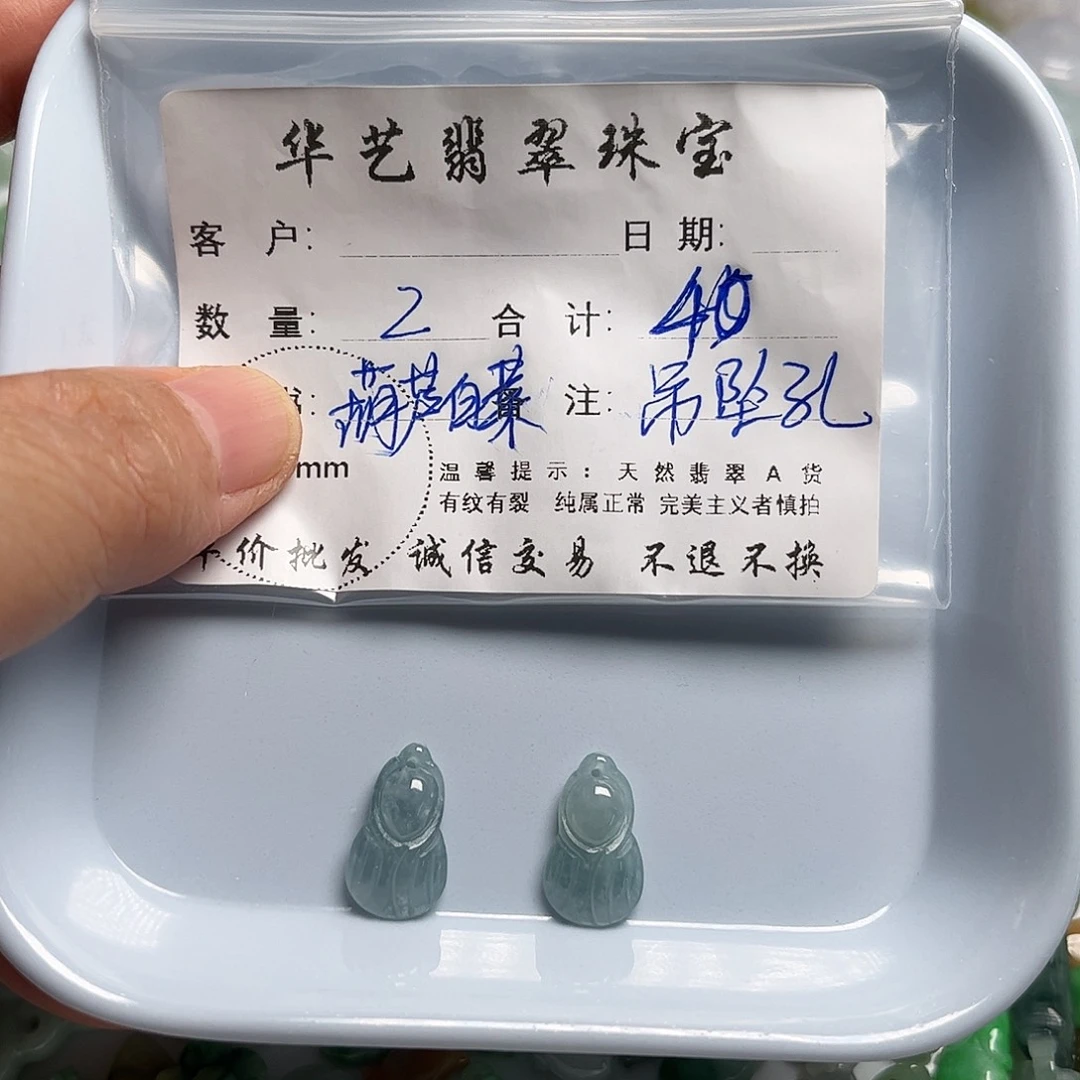 华艺翡翠珠宝
客 户: 日 期:
数 量: 2 合 计: 40
葫芦白菜 注: 吊坠孔
mm
温馨提示:天然翡翠A货
有纹有裂 纯属正常 完美主义者慎拍
价批发 诚信交易 不退不换